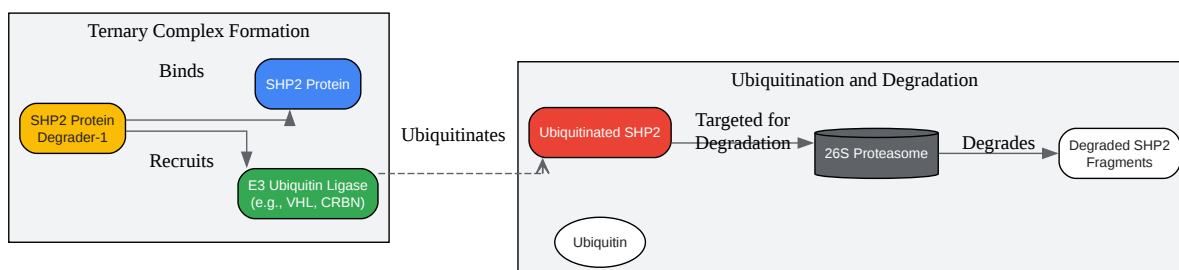 Ternary Complex Formation
Binds
SHP2 Protein
SHP2 Protein
Degrader-1
Recruits
E3 Ubiquitin Ligase
(e.g., VHL, CRBN)
Ubiquitinates
Ubiquitination and Degradation
Ubiquitinated SHP2
Targeted for
Degradation
26S Proteasome
Degrades
Degraded SHP2
Fragments
Ubiquitin